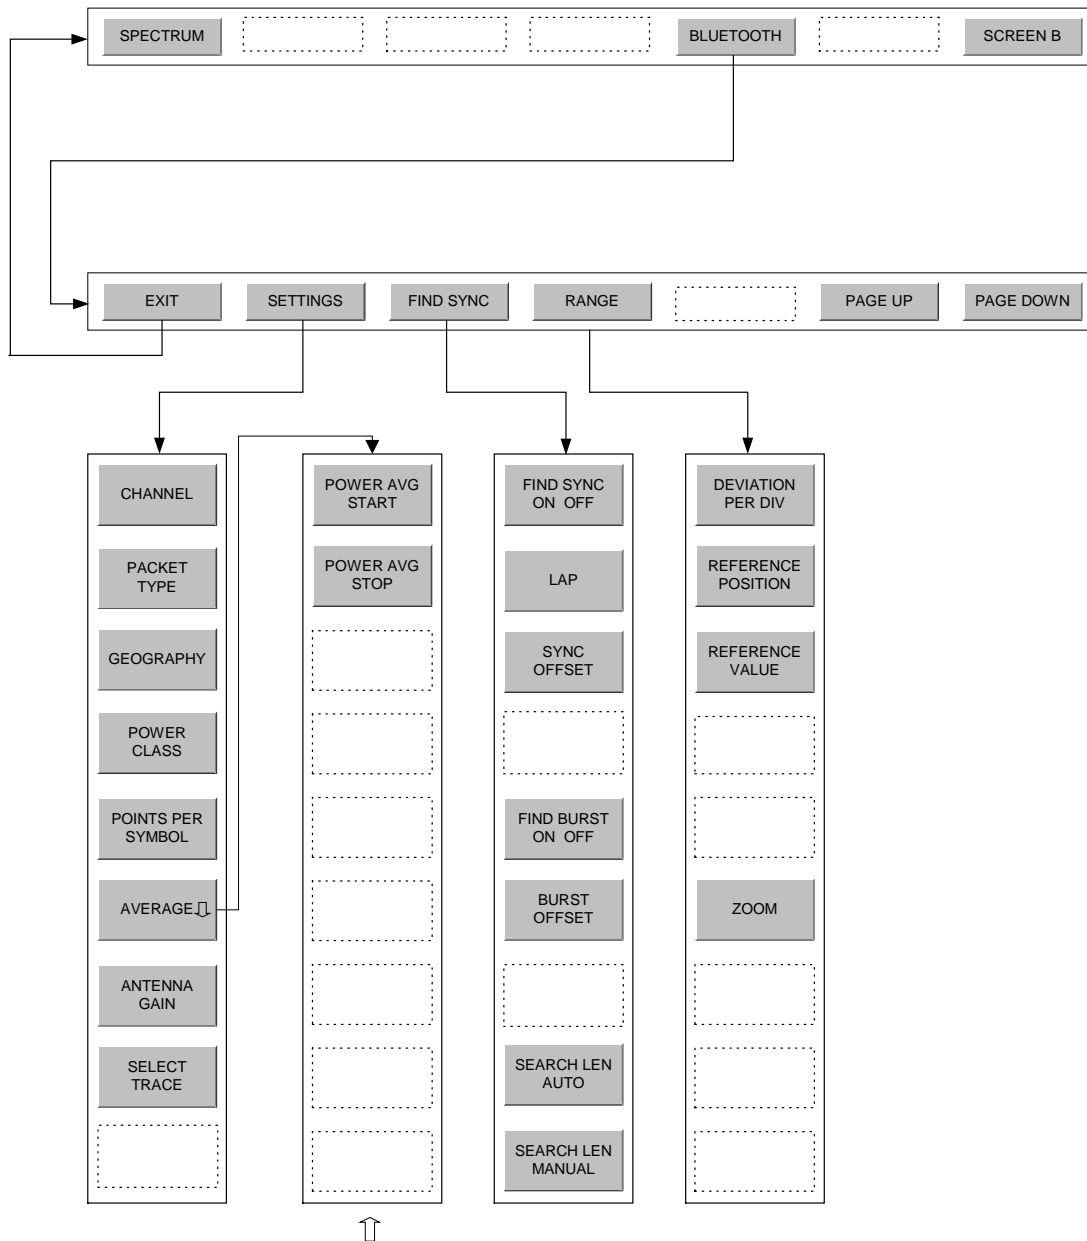 SPECTRUM
BLUETOOTH
SCREEN B
EXIT
SETTINGS
FIND SYNC
RANGE
PAGE UP
PAGE DOWN
CHANNEL
PACKET
TYPE
GEOGRAPHY
POWER
CLASS
POINTS PER
SYMBOL
AVERAGE
ANTENNA
GAIN
SELECT
TRACE
POWER AVG
START
POWER AVG
STOP
FIND SYNC
ON OFF
LAP
SYNC
OFFSET
FIND BURST
ON OFF
BURST
OFFSET
SEARCH LEN
AUTO
SEARCH LEN
MANUAL
DEVIATION
PER DIV
REFERENCE
POSITION
REFERENCE
VALUE
ZOOM